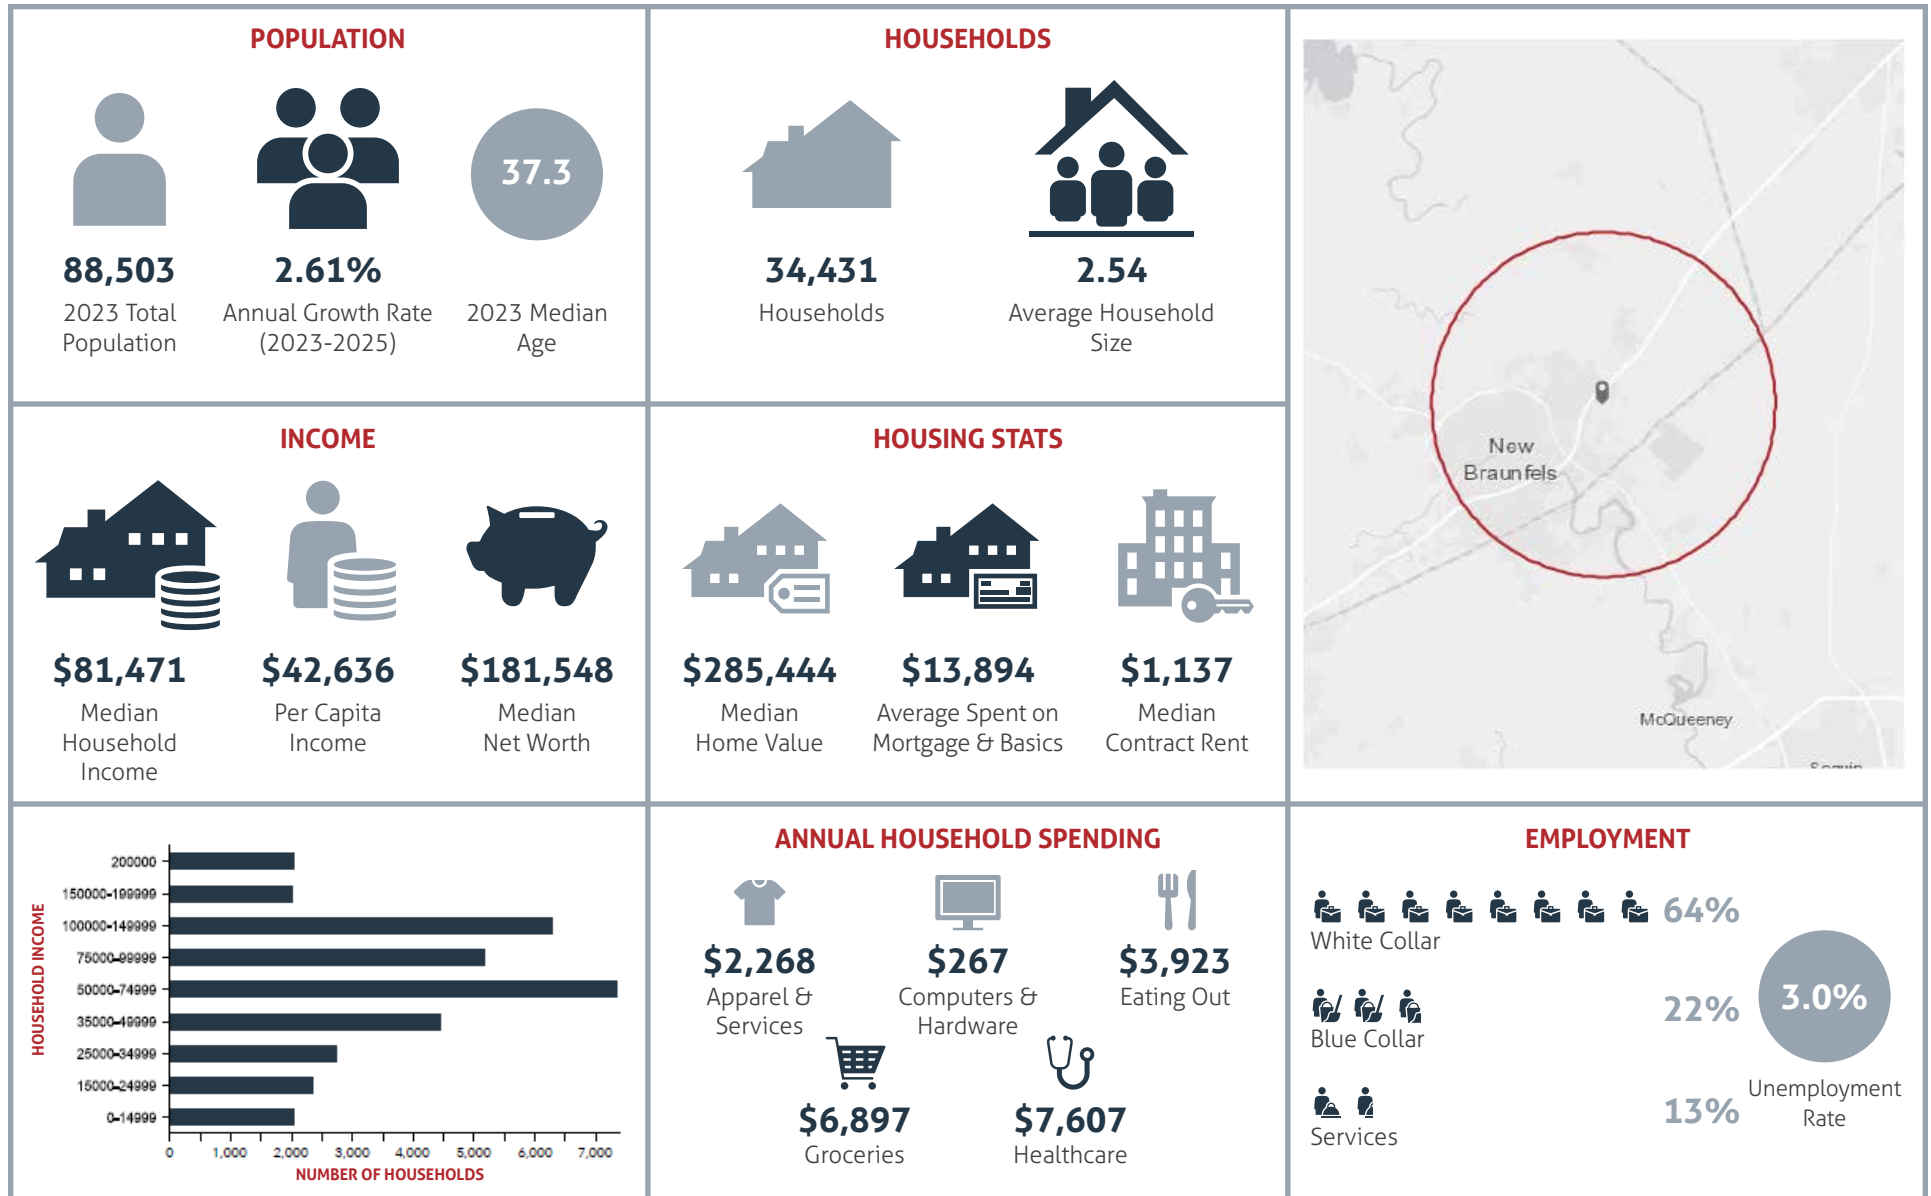 POPULATION
37.3
88,503
2023 Total
Population
2.61%
Annual Growth Rate
(2023-2025)
2023 Median
Age
HOUSEHOLDS
34,431
Households
2.54
Average Household
Size
New
Braunfels
McQueeney
Seguin
INCOME
$81,471
Median
Household
Income
$42,636
Per Capita
Income
$181,548
Median
Net Worth
HOUSING STATS
$285,444
Median
Home Value
$13,894
Average Spent on
Mortgage & Basics
$1,137
Median
Contract Rent
HOUSEHOLD INCOME
200000
150000-199999
100000-149999
75000-99999
50000-74999
35000-49999
25000-34999
15000-24999
0-14999
0 1,000 2,000 3,000 4,000 5,000 6,000 7,000
NUMBER OF HOUSEHOLDS
ANNUAL HOUSEHOLD SPENDING
$2,268
Apparel &
Services
$267
Computers &
Hardware
$3,923
Eating Out
$6,897
Groceries
$7,607
Healthcare
EMPLOYMENT
64%
White Collar
22%
Blue Collar
13%
Services
3.0%
Unemployment
Rate